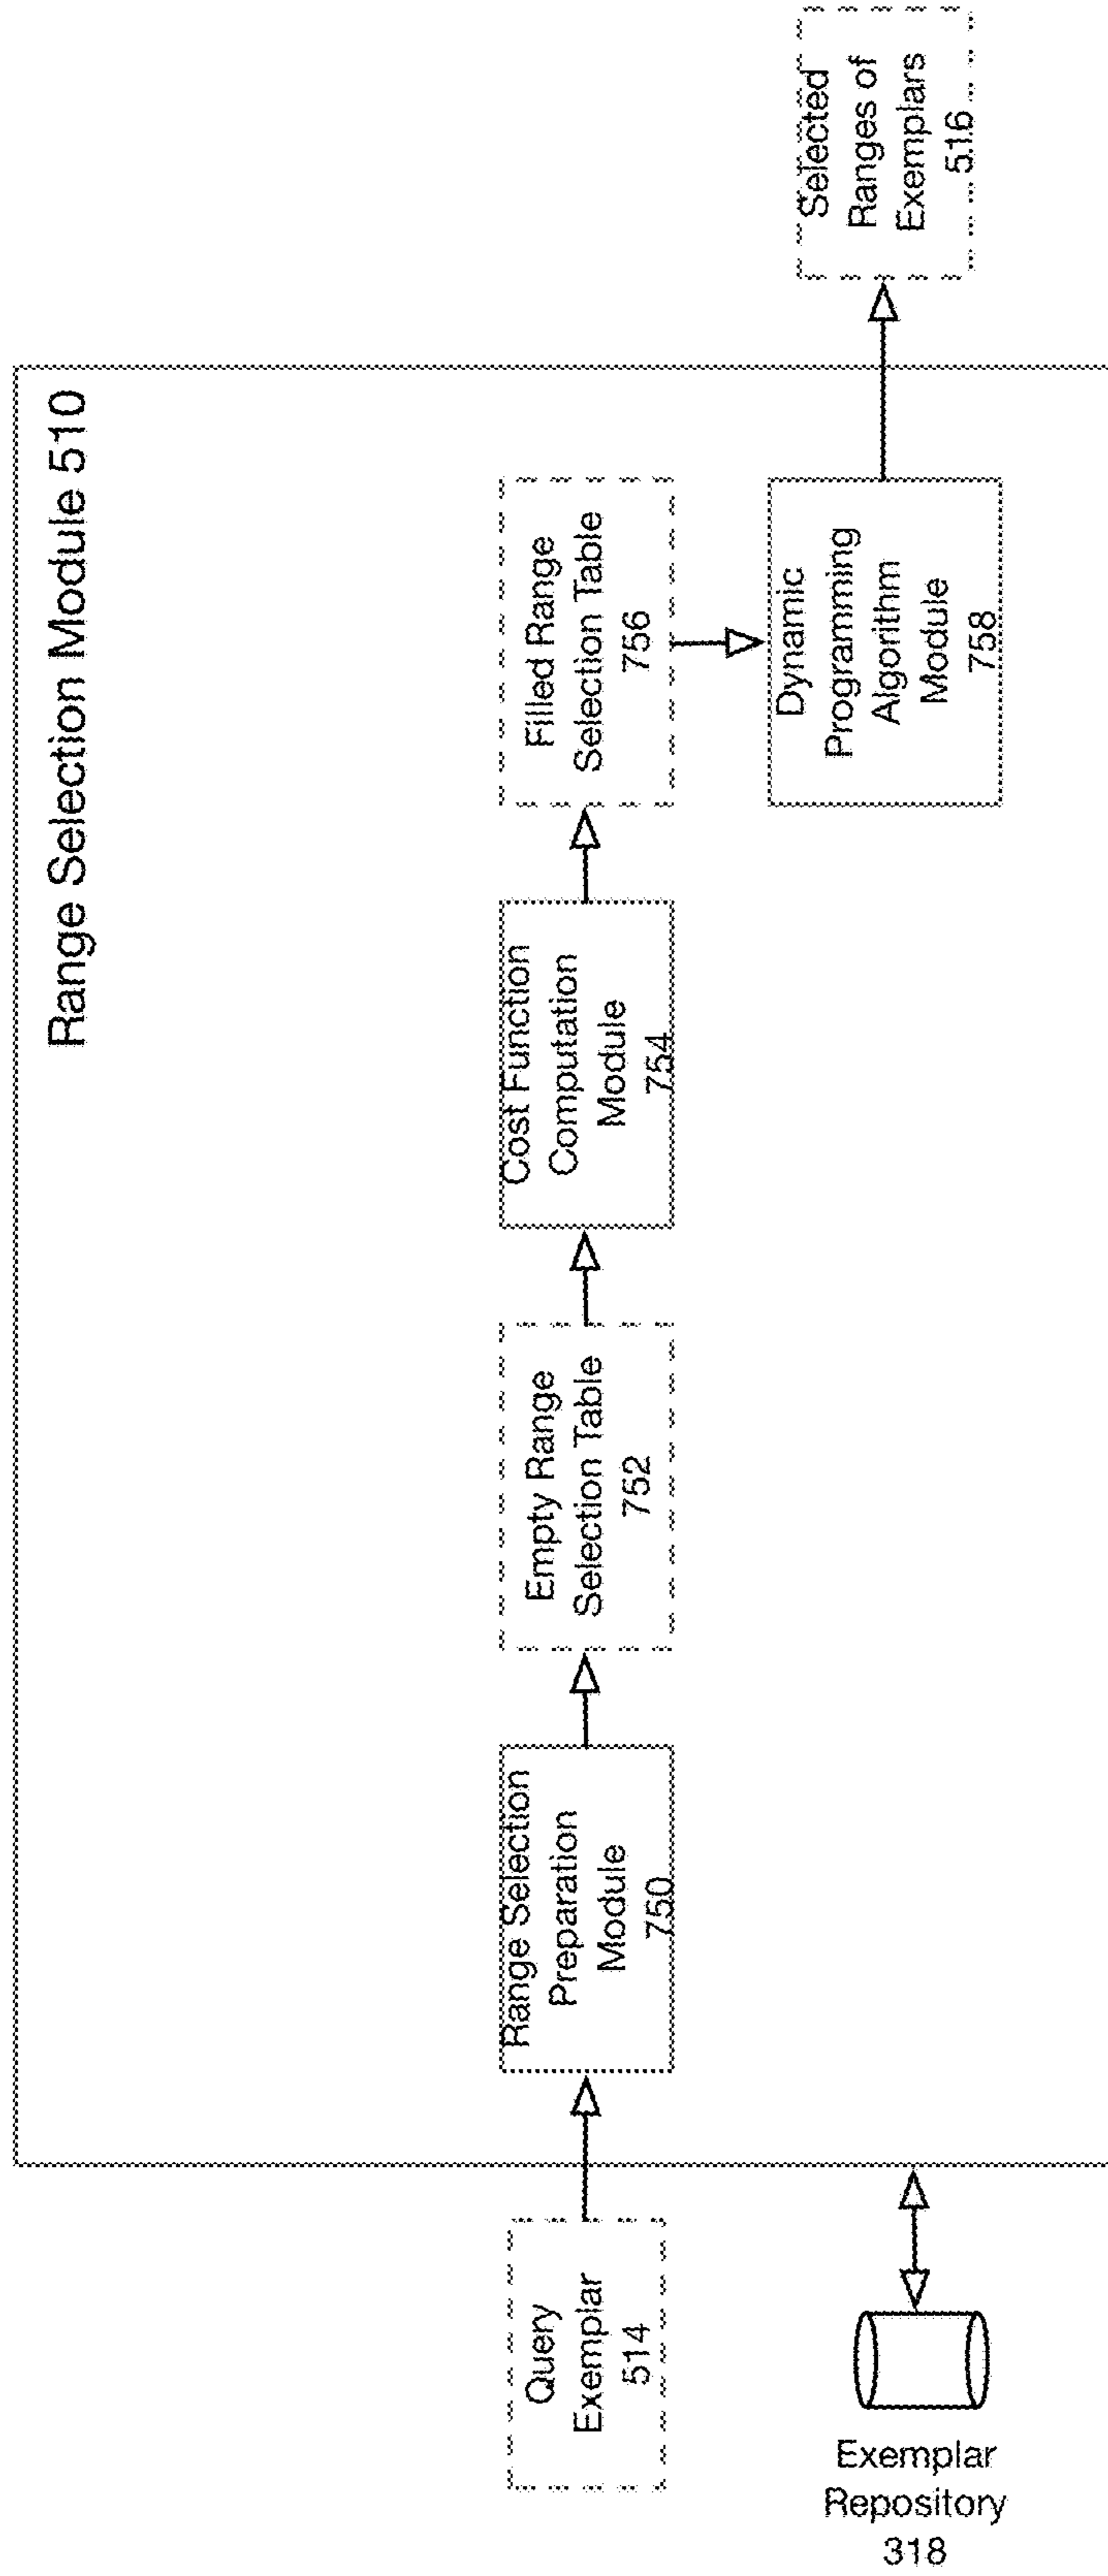 Range Selection Module 510
Query
Exemplar
514
Range Selection
Preparation
Module
750
Empty Range
Selection Table
752
Cost Function
Computation
Module
754
Filled Range
Selection Table
756
Dynamic
Programming
Algorithm
Module
758
Selected
Ranges of
Exemplars
516
Exemplar
Repository
318